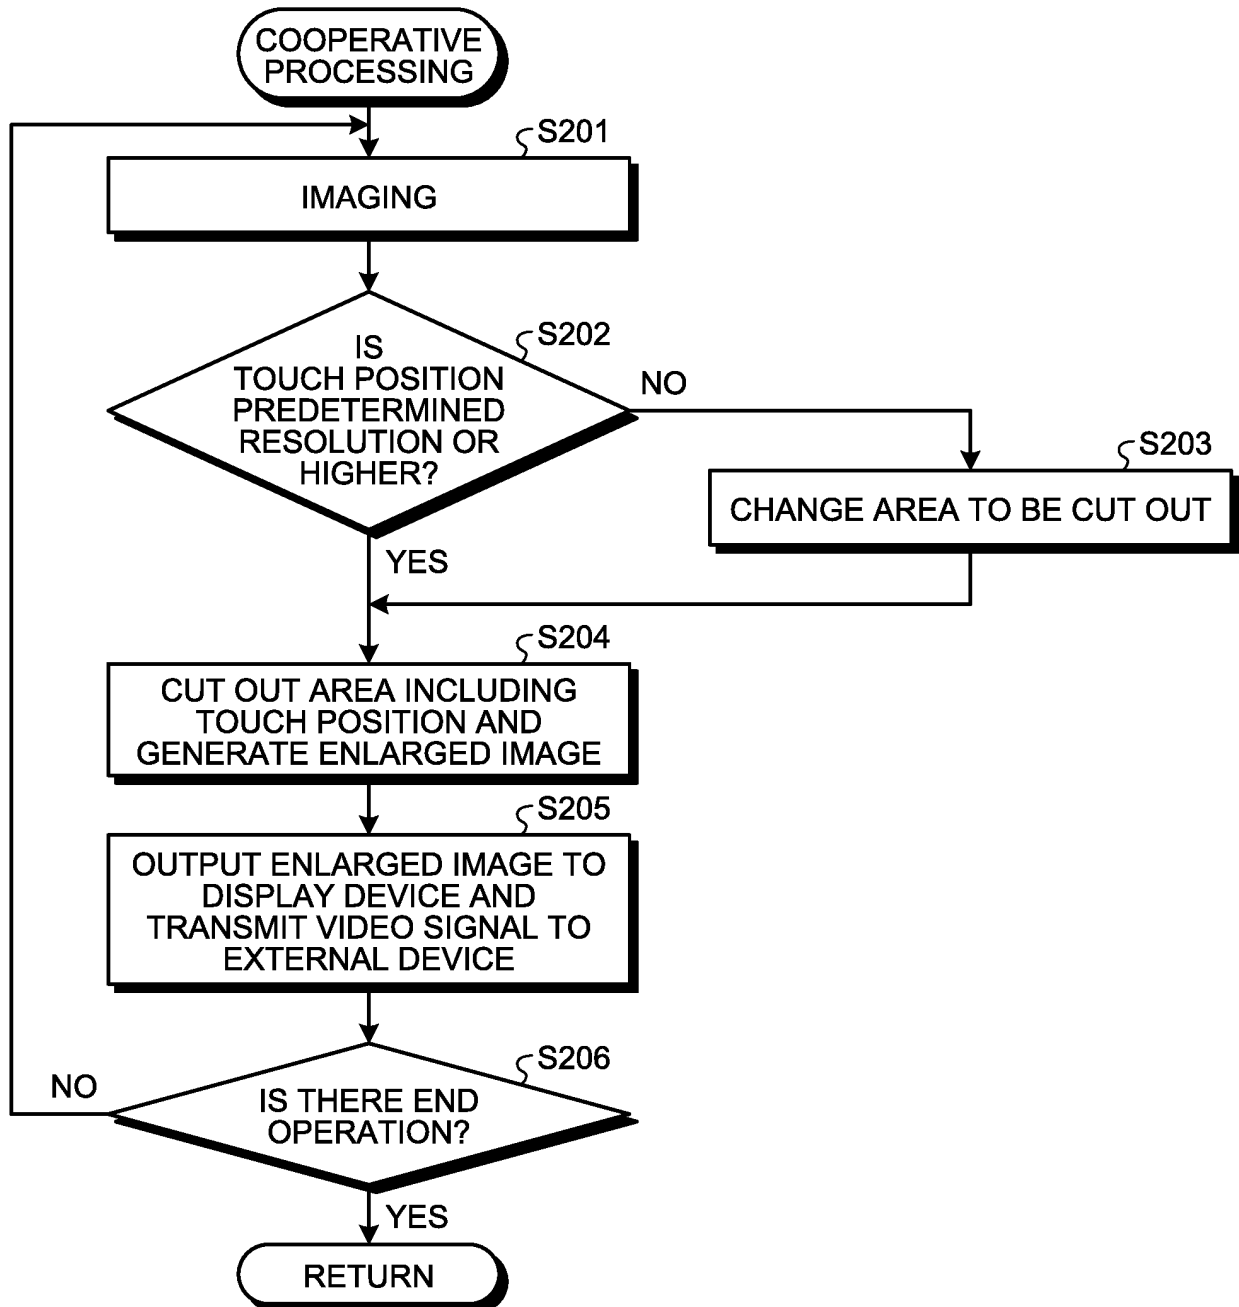 COOPERATIVE
PROCESSING
S201
IMAGING
S202
IS
TOUCH POSITION
PREDETERMINED
RESOLUTION OR
HIGHER?
NO
S203
CHANGE AREA TO BE CUT OUT
YES
S204
CUT OUT AREA INCLUDING
TOUCH POSITION AND
GENERATE ENLARGED IMAGE
S205
OUTPUT ENLARGED IMAGE TO
DISPLAY DEVICE AND
TRANSMIT VIDEO SIGNAL TO
EXTERNAL DEVICE
S206
NO
IS THERE END
OPERATION?
YES
RETURN